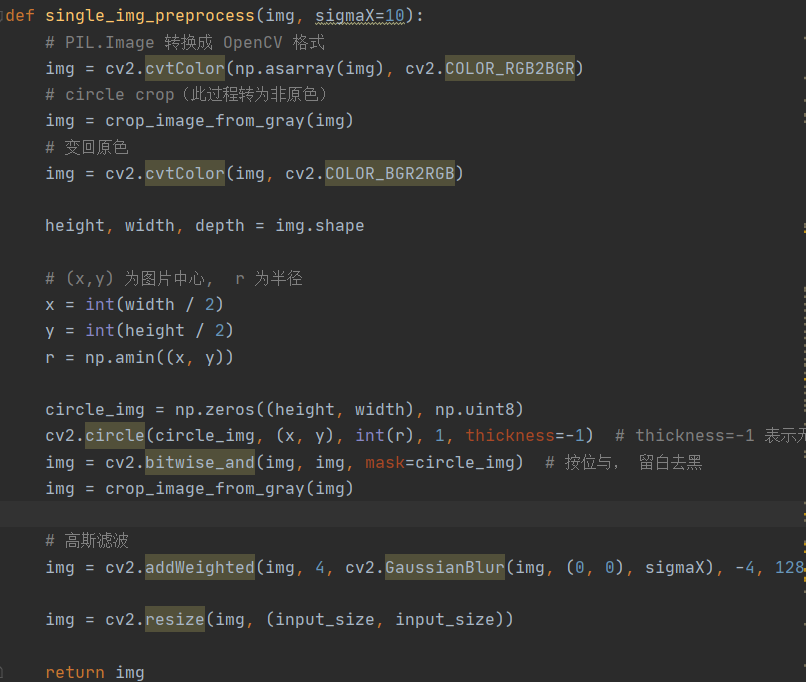 def single_img_preprocess(img, sigmaX=10):
# PIL.Image 转换成 OpenCV 格式
img = cv2.cvtColor(np.asarray(img), cv2.COLOR_RGB2BGR)
# circle crop（此过程转为非原色）
img = crop_image_from_gray(img)
# 变回原色
img = cv2.cvtColor(img, cv2.COLOR_BGR2RGB)
height, width, depth = img.shape
# (x,y) 为图片中心, r 为半径
x = int(width / 2)
y = int(height / 2)
r = np.amin((x, y))
circle_img = np.zeros((height, width), np.uint8)
cv2.circle(circle_img, (x, y), int(r), 1, thickness=-1) # thickness=-1 表示
img = cv2.bitwise_and(img, img, mask=circle_img) # 按位与， 留白去黑
img = crop_image_from_gray(img)
# 高斯滤波
img = cv2.addWeighted(img, 4, cv2.GaussianBlur(img, (0, 0), sigmaX), -4, 128
img = cv2.resize(img, (input_size, input_size))
return img